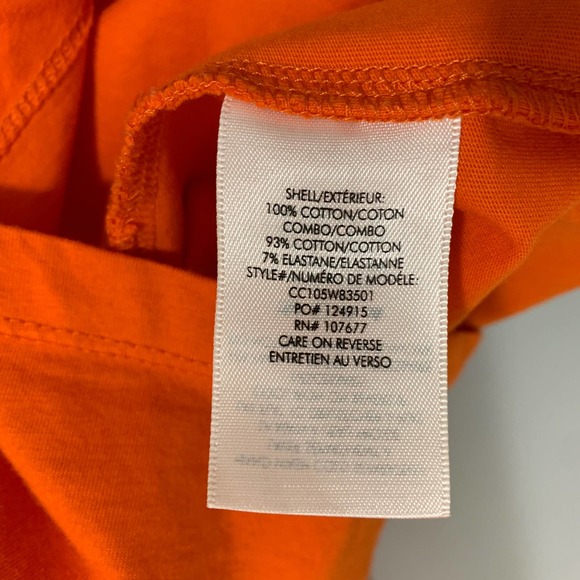 SHELL/EXTÉRIEUR:
100% COTTON/COTON
COMBO/COMBO
93% COTTON/COTTON
7% ELASTANE/ELASTANNE
STYLE#/NUMÉRO DE MODÈLE:
CC105W83501
PO# 124915
RN# 107677
CARE ON REVERSE
ENTRETIEN AU VERSO